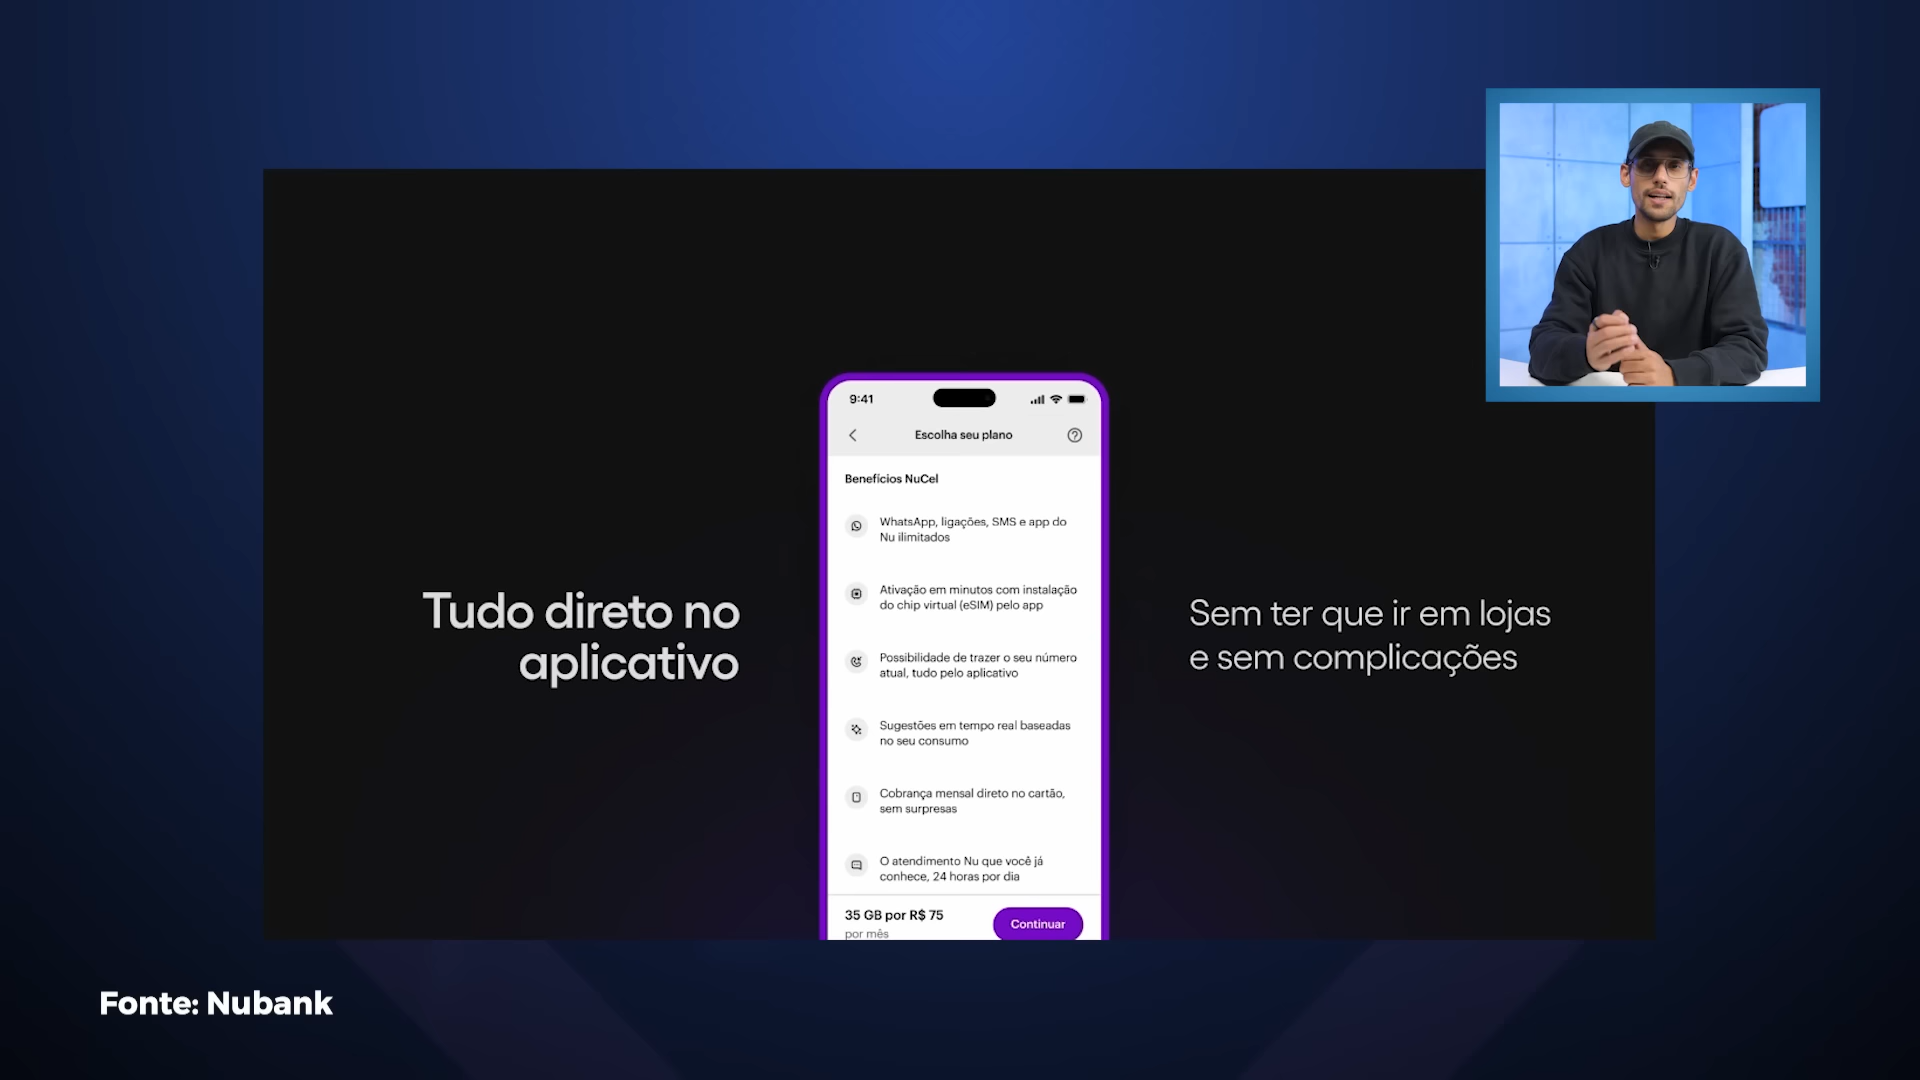 Tudo direto no
aplicativo
9:41
Escolha seu plano
Benefícios NuCel
WhatsApp, ligações, SMS e app do
Nu ilimitados
Ativação em minutos com instalação
do chip virtual (eSIM) pelo app
Possibilidade de trazer o seu número
atual, tudo pelo aplicativo
Sugestões em tempo real baseadas
no seu consumo
Cobrança mensal direto no cartão,
sem surpresas
O atendimento Nu que você já
conhece, 24 horas por dia
35 GB por R$ 75
por mês
Continuar
Sem ter que ir em lojas
e sem complicações
Fonte: Nubank